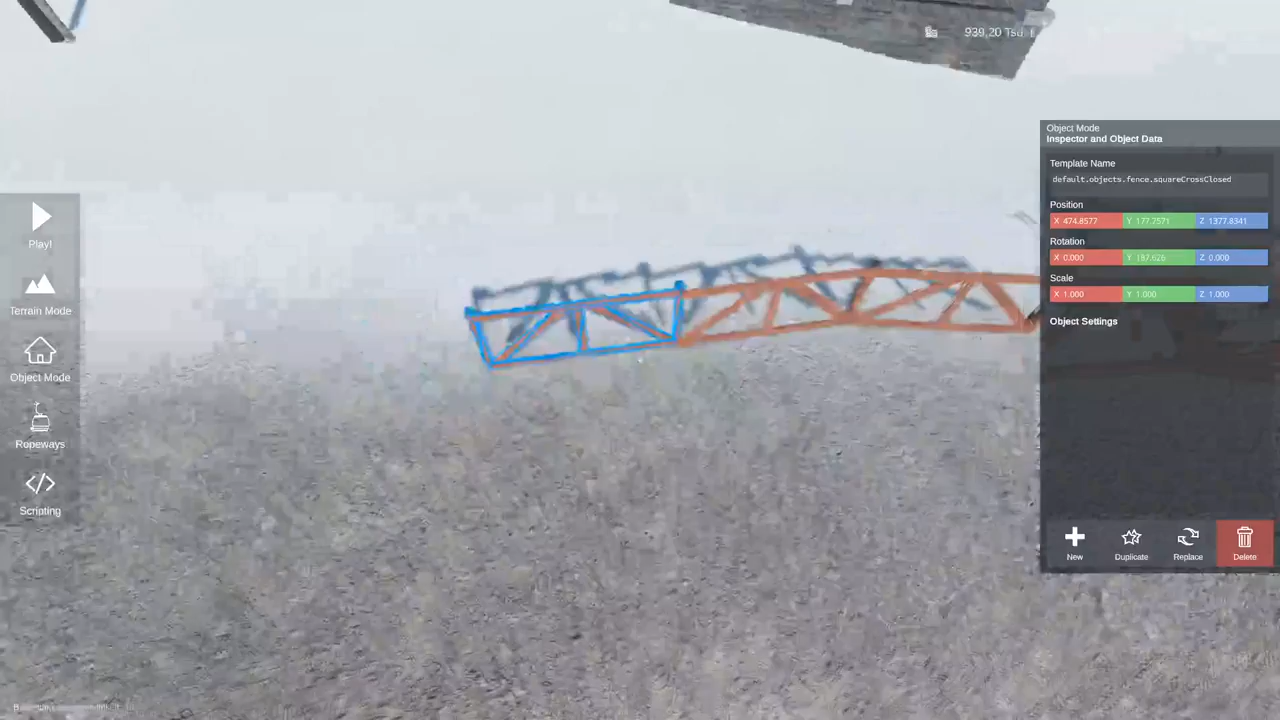 939,20 Tsd
Object Mode
Inspector and Object Data
Template Name
default.objects.fence.squareCrossClosed
Position
X 474.8577 Y 177.7571 Z 1377.8341
Rotation
X 0.000 Y 187.626 Z 0.000
Scale
X 1.000 Y 1.000 Z 1.000
Object Settings
Play!
Terrain Mode
Object Mode
Ropeways
Scripting
New
Duplicate
Replace
Delete